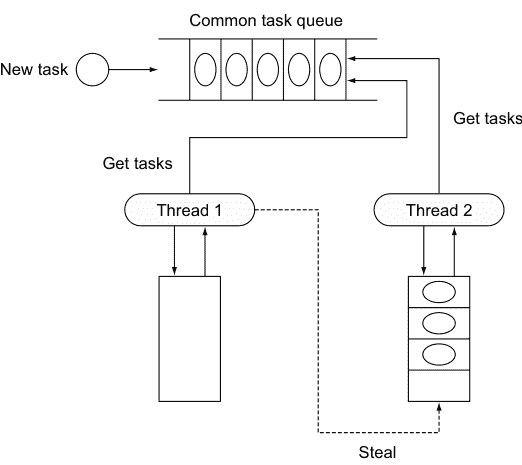 Common task queue
New task
Get tasks
Get tasks
Thread 1
Thread 2
Steal